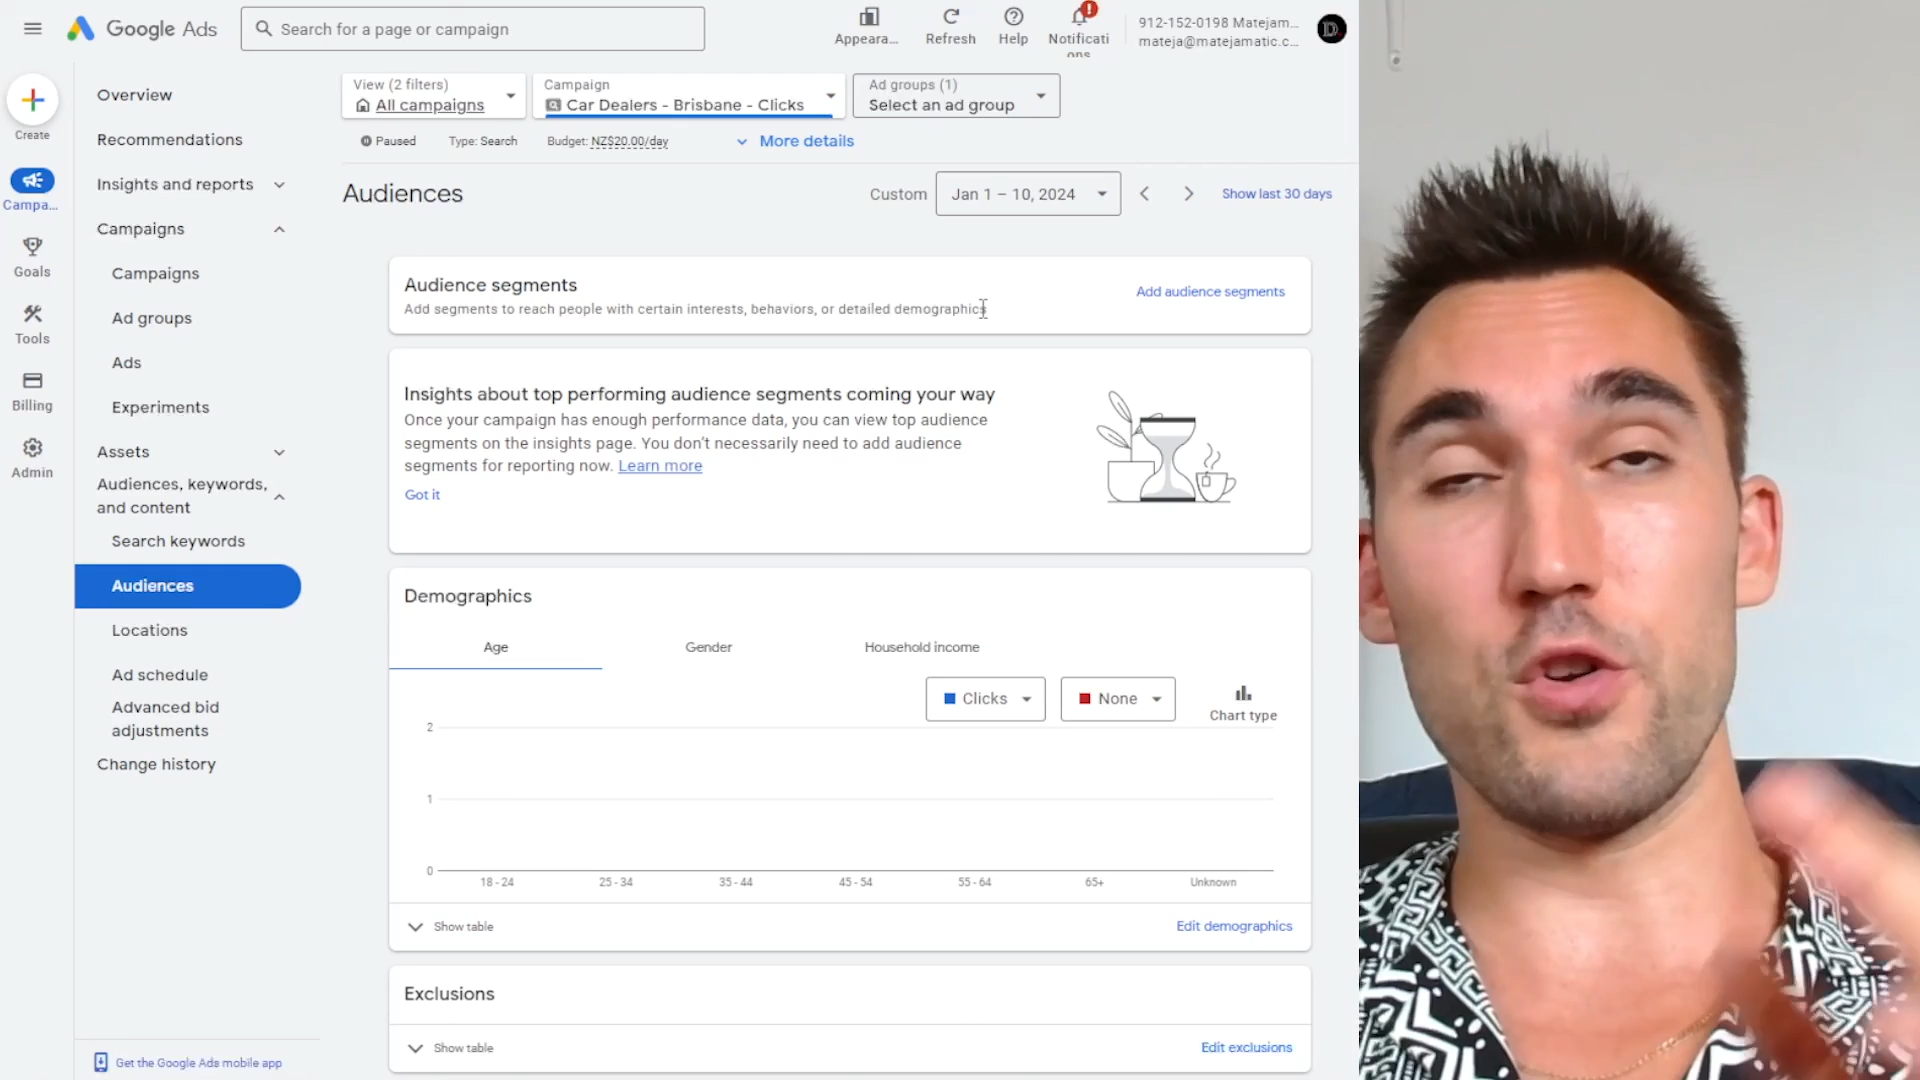 Google Ads
Search for a page or campaign
Appeara...
Refresh
Help
Notificati
ons
912-152-0198 Matejam...
mateja@matejamatic.c...
Create
Campa...
Goals
Tools
Billing
Admin
Overview
Recommendations
Insights and reports
Campaigns
Campaigns
Ad groups
Ads
Experiments
Assets
Audiences, keywords,
and content
Search keywords
Audiences
Locations
Ad schedule
Advanced bid
adjustments
Change history
Get the Google Ads mobile app
View (2 filters)
All campaigns
Campaign
Car Dealers - Brisbane - Clicks
Ad groups (1)
Select an ad group
Paused
Type: Search
Budget: NZ$20.00/day
More details
Audiences
Custom
Jan 1 – 10, 2024
Show last 30 days
Audience segments
Add segments to reach people with certain interests, behaviors, or detailed demographics
Add audience segments
Insights about top performing audience segments coming your way
Once your campaign has enough performance data, you can view top audience
segments on the insights page. You don't necessarily need to add audience
segments for reporting now. Learn more
Got it
Demographics
Age
Gender
Household income
Clicks
None
Chart type
2
1
0
18 - 24
25 - 34
35 - 44
45 - 54
55 - 64
65+
Unknown
Show table
Edit demographics
Exclusions
Show table
Edit exclusions